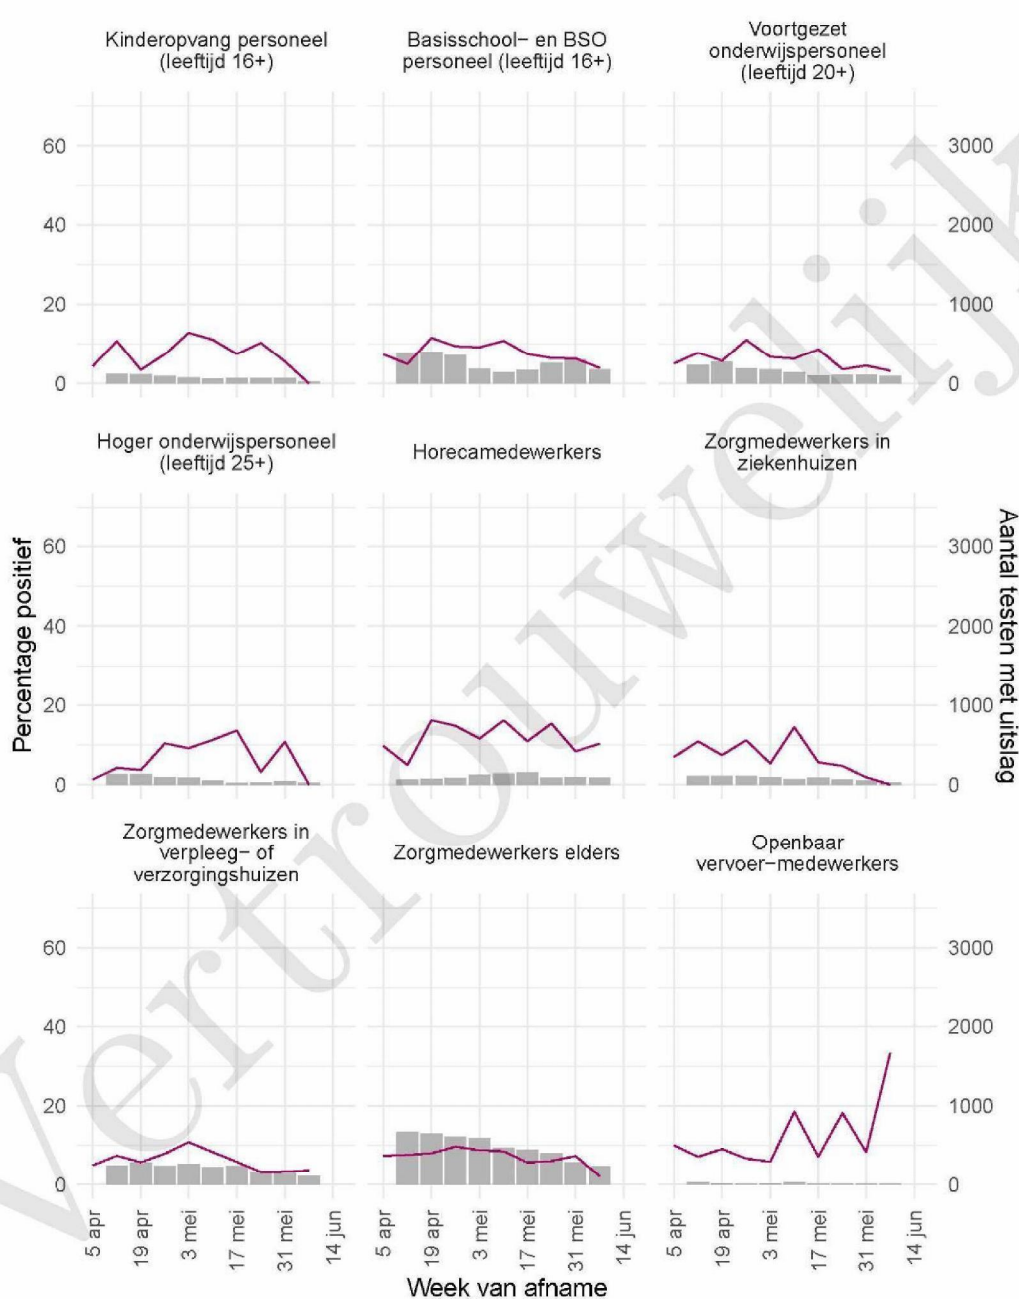 Kinderopvang personeel
(leeftijd 16+)
Basisschool− en BSO
personeel (leeftijd 16+)
Voortgezet
onderwijspersoneel
(leeftijd 20+)
60
40
20
0
3000
2000
1000
0
Hoger onderwijspersoneel
(leeftijd 25+)
Horecamedewerkers
Zorgmedewerkers in
ziekenhuizen
Percentage positief
60
40
20
0
3000
2000
1000
0
Aantal testen met uitslag
Zorgmedewerkers in
verpleeg− of
verzorgingshuizen
Zorgmedewerkers elders
Openbaar
vervoer−medewerkers
60
40
20
0
3000
2000
1000
0
5 apr
19 apr
3 mei
17 mei
31 mei
14 jun
5 apr
19 apr
3 mei
17 mei
31 mei
14 jun
5 apr
19 apr
3 mei
17 mei
31 mei
14 jun
Week van afname
Vertrouwelijk